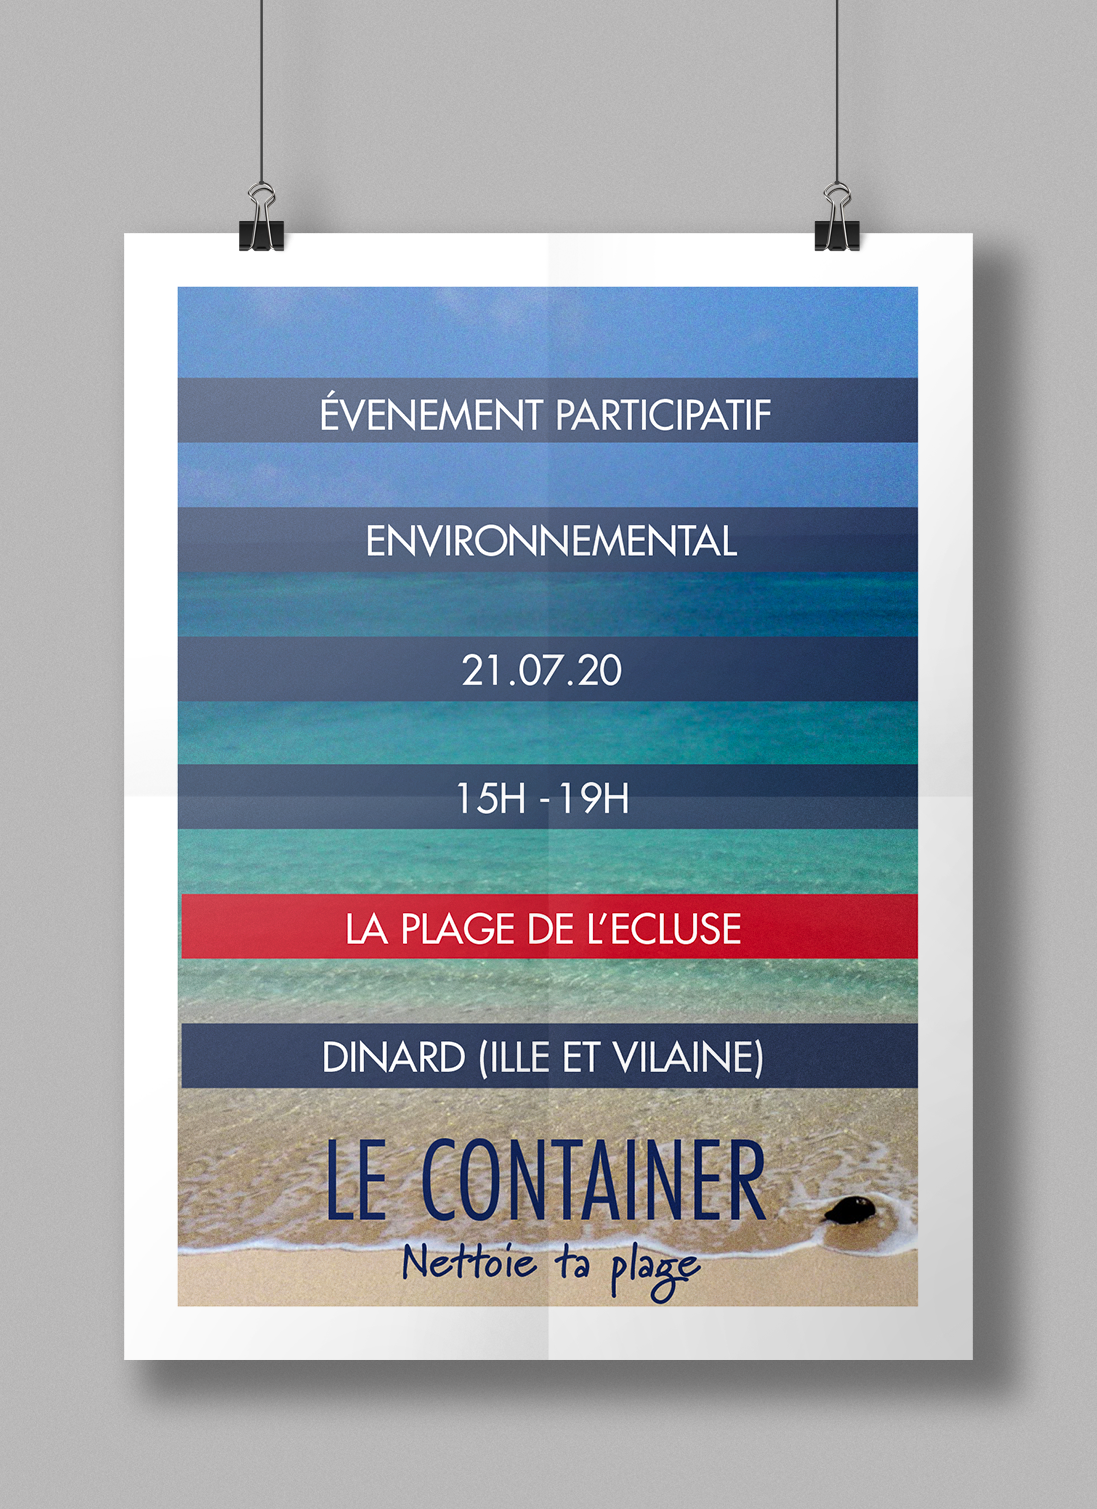 ÉVENEMENT PARTICIPATIF
ENVIRONNEMENTAL
21.07.20
15H - 19H
LA PLAGE DE L'ECLUSE
DINARD (ILLE ET VILAINE)
LE CONTAINER
Nettoie ta plage